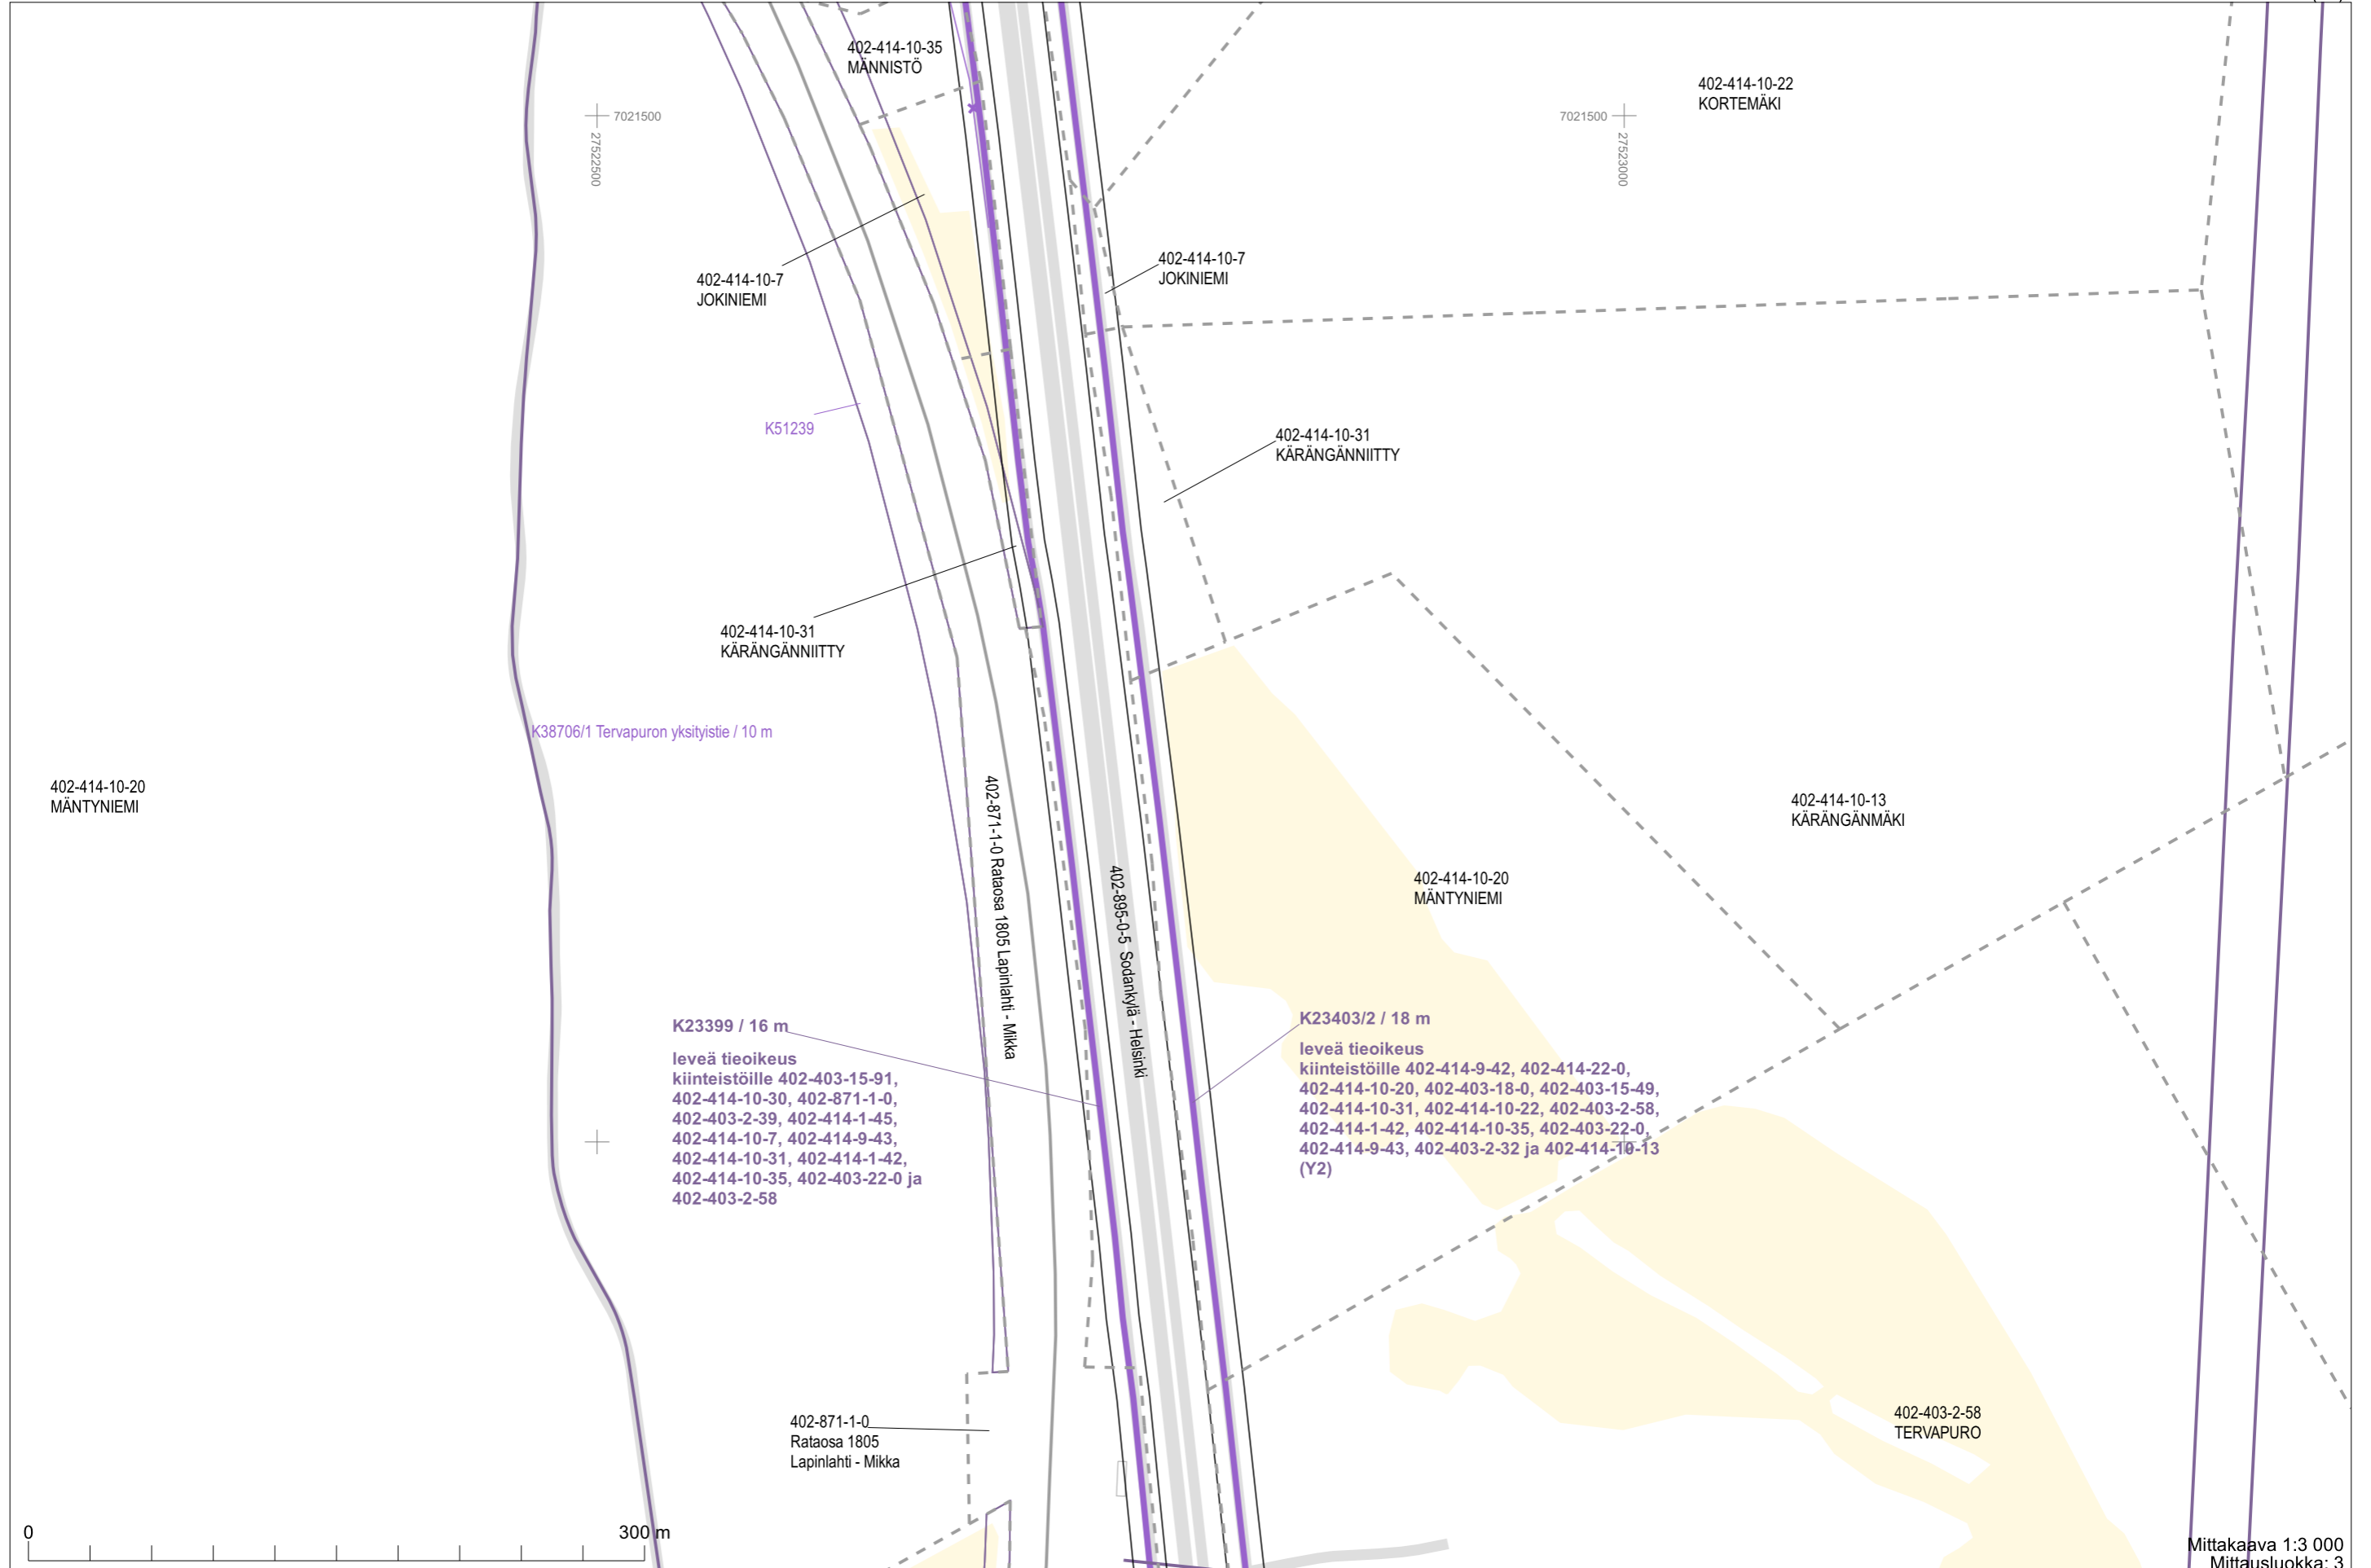 402-414-10-35
MÄNNISTÖ
402-414-10-22
KORTEMÄKI
7021500
27522500
7021500
27523000
402-414-10-7
JOKINIEMI
402-414-10-7
JOKINIEMI
K51239
402-414-10-31
KÄRÄNGÄNNIITTY
402-414-10-31
KÄRÄNGÄNNIITTY
K38706/1 Tervapuron yksityistie / 10 m
402-414-10-20
MÄNTYNIEMI
402-414-10-13
KÄRÄNGÄNMÄKI
402-414-10-20
MÄNTYNIEMI
402-871-1-0 Rataosa 1805 Lapinlahti - Mikka
402-895-0-5 Sodankylä - Helsinki
K23399 / 16 m
leveä tieoikeus
kiinteistöille 402-403-15-91,
402-414-10-30, 402-871-1-0,
402-403-2-39, 402-414-1-45,
402-414-10-7, 402-414-9-43,
402-414-10-31, 402-414-1-42,
402-414-10-35, 402-403-22-0 ja
402-403-2-58
K23403/2 / 18 m
leveä tieoikeus
kiinteistöille 402-414-9-42, 402-414-22-0,
402-414-10-20, 402-403-18-0, 402-403-15-49,
402-414-10-31, 402-414-10-22, 402-403-2-58,
402-414-1-42, 402-414-10-35, 402-403-22-0,
402-414-9-43, 402-403-2-32 ja 402-414-10-13
(Y2)
402-871-1-0
Rataosa 1805
Lapinlahti - Mikka
402-403-2-58
TERVAPURO
0
300 m
Mittakaava 1:3 000
Mittausluokka: 3